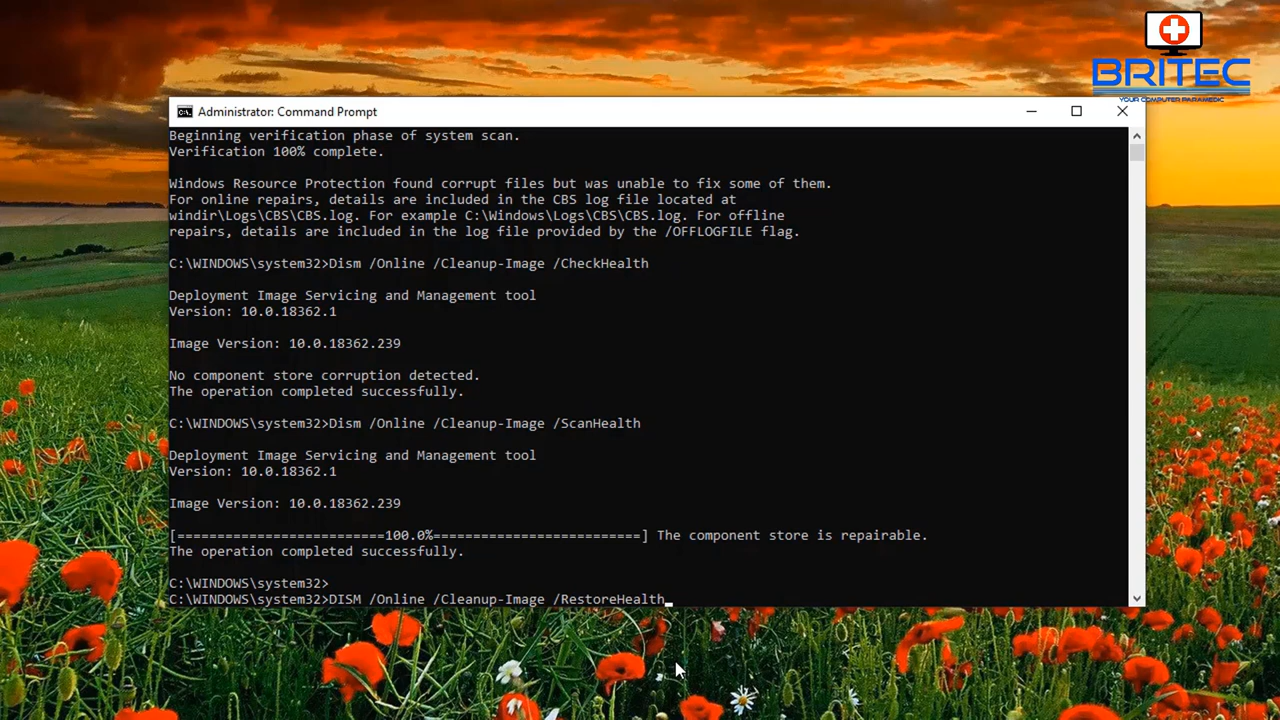 BRITEC
YOUR COMPUTER PARAMEDIC
Administrator: Command Prompt
Beginning verification phase of system scan.
Verification 100% complete.
Windows Resource Protection found corrupt files but was unable to fix some of them.
For online repairs, details are included in the CBS log file located at
windir\Logs\CBS\CBS.log. For example C:\Windows\Logs\CBS\CBS.log. For offline
repairs, details are included in the log file provided by the /OFFLOGFILE flag.
C:\WINDOWS\system32>Dism /Online /Cleanup-Image /CheckHealth
Deployment Image Servicing and Management tool
Version: 10.0.18362.1
Image Version: 10.0.18362.239
No component store corruption detected.
The operation completed successfully.
C:\WINDOWS\system32>Dism /Online /Cleanup-Image /ScanHealth
Deployment Image Servicing and Management tool
Version: 10.0.18362.1
Image Version: 10.0.18362.239
[==========================100.0%==========================] The component store is repairable.
The operation completed successfully.
C:\WINDOWS\system32>
C:\WINDOWS\system32>DISM /Online /Cleanup-Image /RestoreHealth